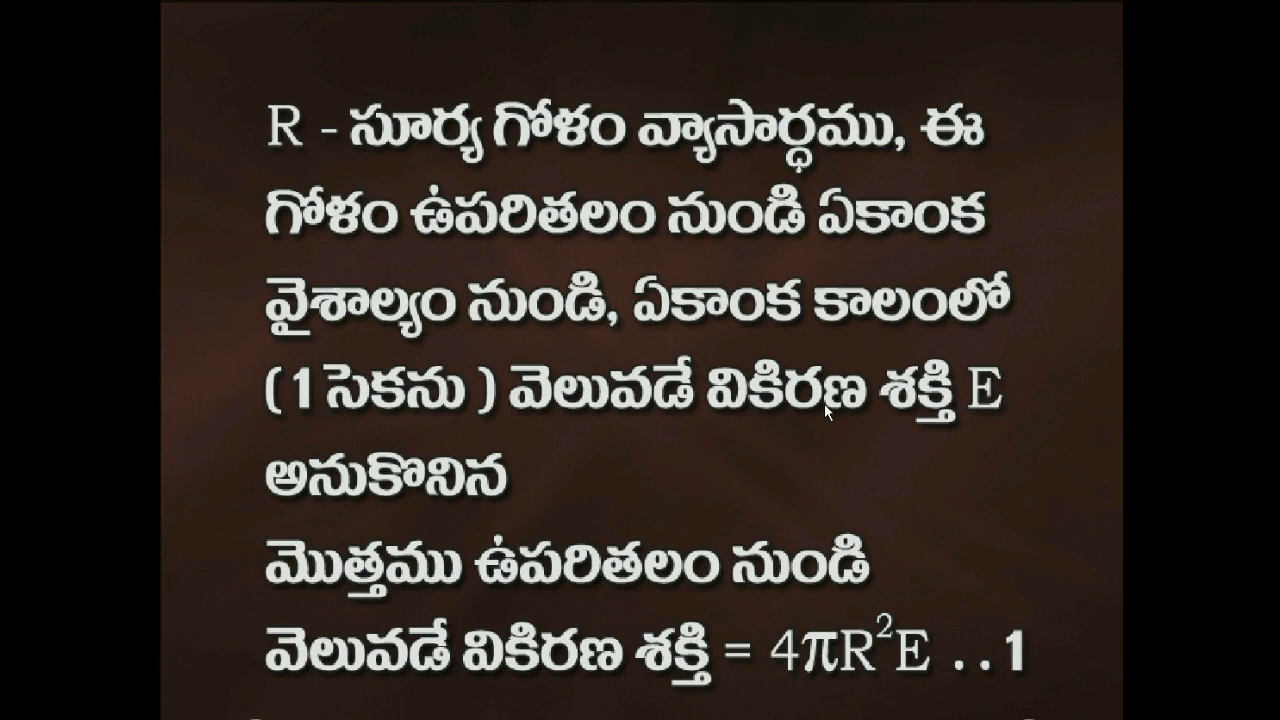 R - సూర్య గోళం వ్యాసార్ధము, ఈ
గోళం ఉపరితలం నుండి ఏకాంక
వైశాల్యం నుండి, ఏకాంక కాలంలో
( 1 సెకను ) వెలువడే వికిరణ శక్తి E
అనుకొనిన
మొత్తము ఉపరితలం నుండి
వెలువడే వికిరణ శక్తి = 4πR²E . . 1